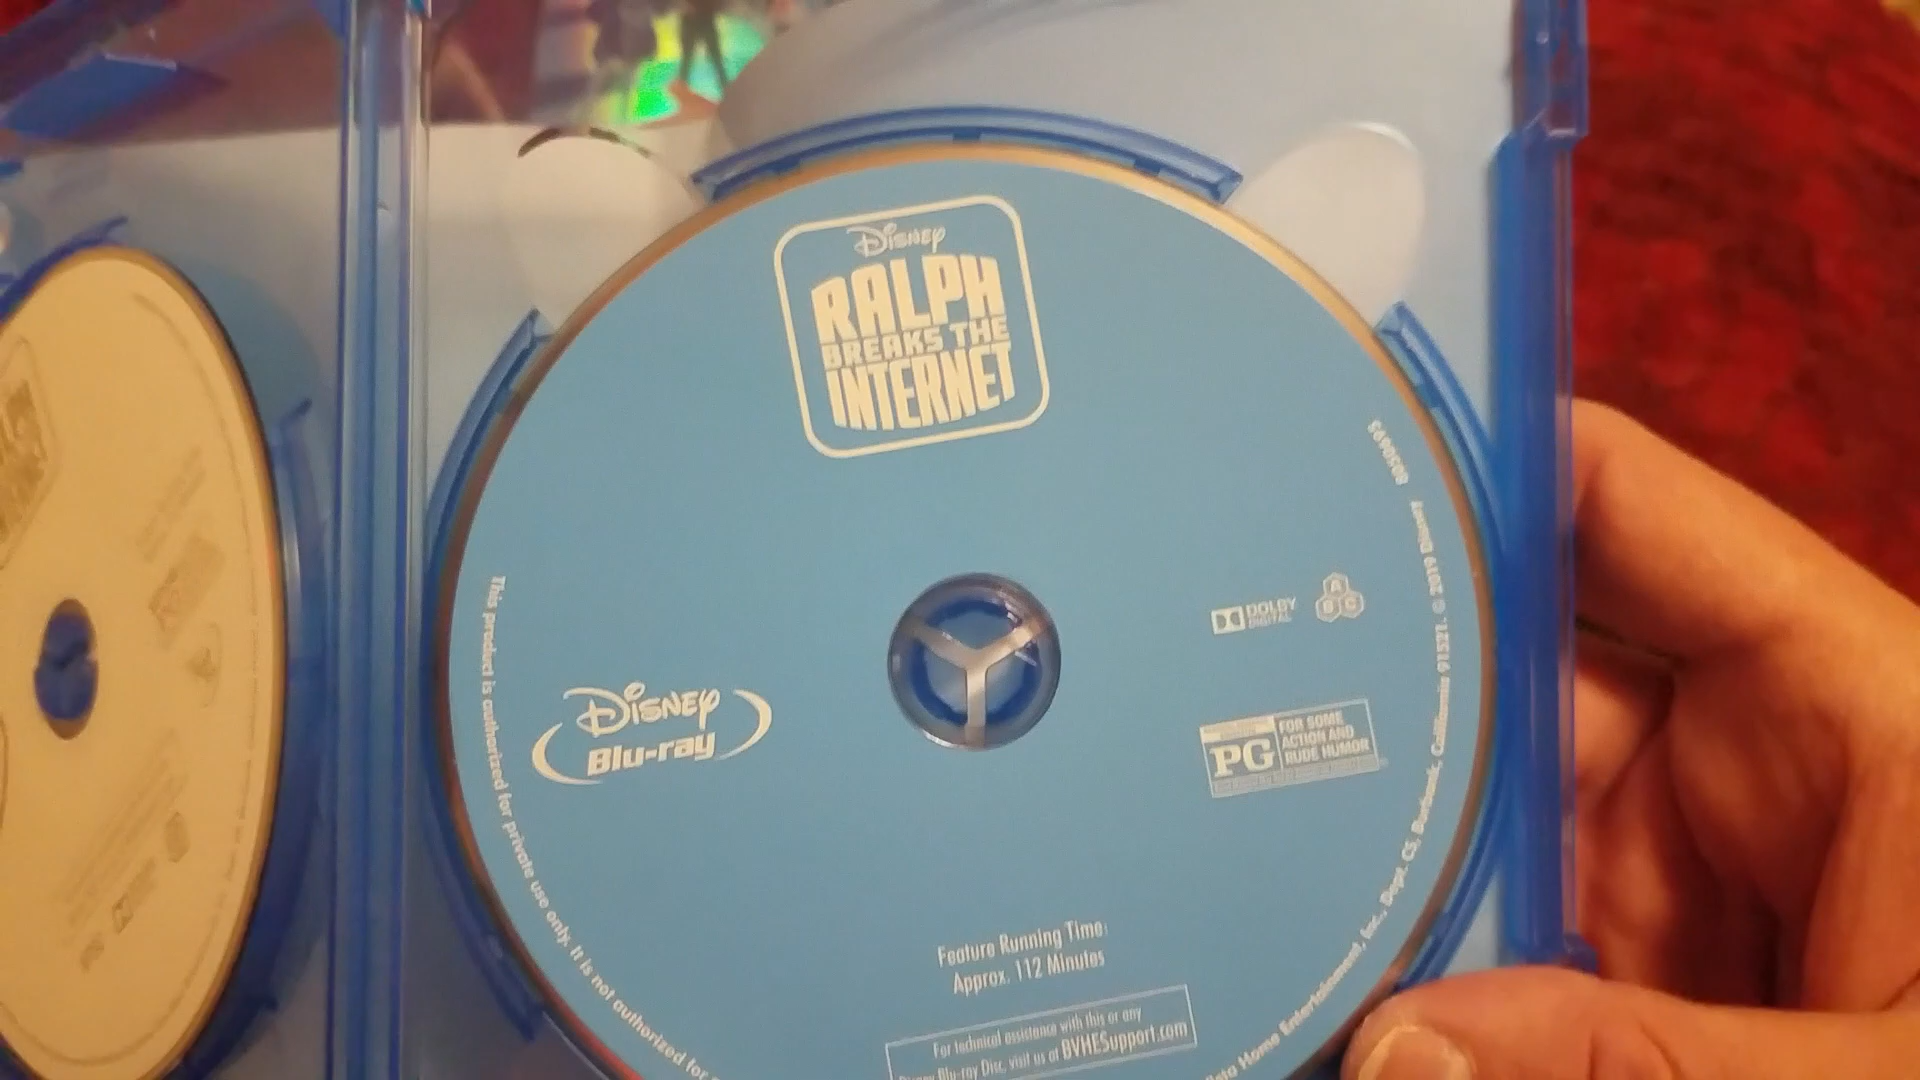 Disney
RALPH
BREAKS THE
INTERNET
8050693
DOLBY
DIGITAL
A
B C
Disney
Blu-ray
PG
FOR SOME
ACTION AND
RUDE HUMOR
Feature Running Time:
Approx. 112 Minutes
For technical assistance with this or any
Disney Blu-ray Disc, visit us at BVHESupport.com
This product is authorized for private use only. It is not authorized for
Home Entertainment, Inc., Dept. CS, Burbank, California 91521. © 2019 Disney